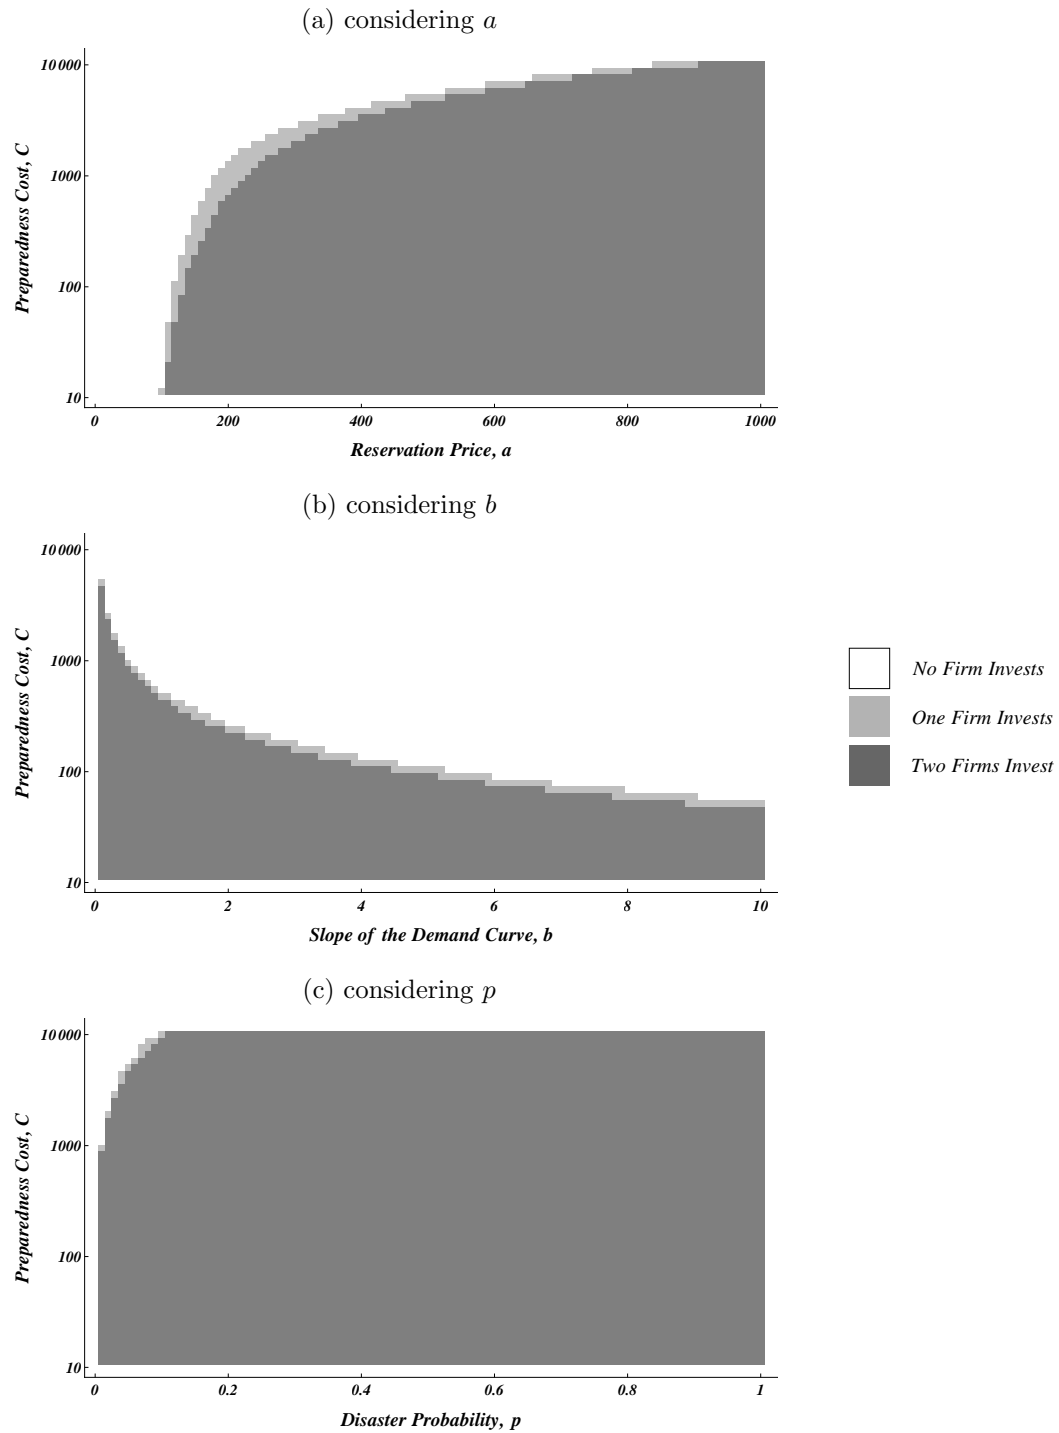 (a) considering a
Preparedness Cost, C
10 000
1000
100
10
0 200 400 600 800 1000
Reservation Price, a
(b) considering b
Preparedness Cost, C
10 000
1000
100
10
0 2 4 6 8 10
Slope of the Demand Curve, b
No Firm Invests
One Firm Invests
Two Firms Invest
(c) considering p
Preparedness Cost, C
10 000
1000
100
10
0 0.2 0.4 0.6 0.8 1
Disaster Probability, p